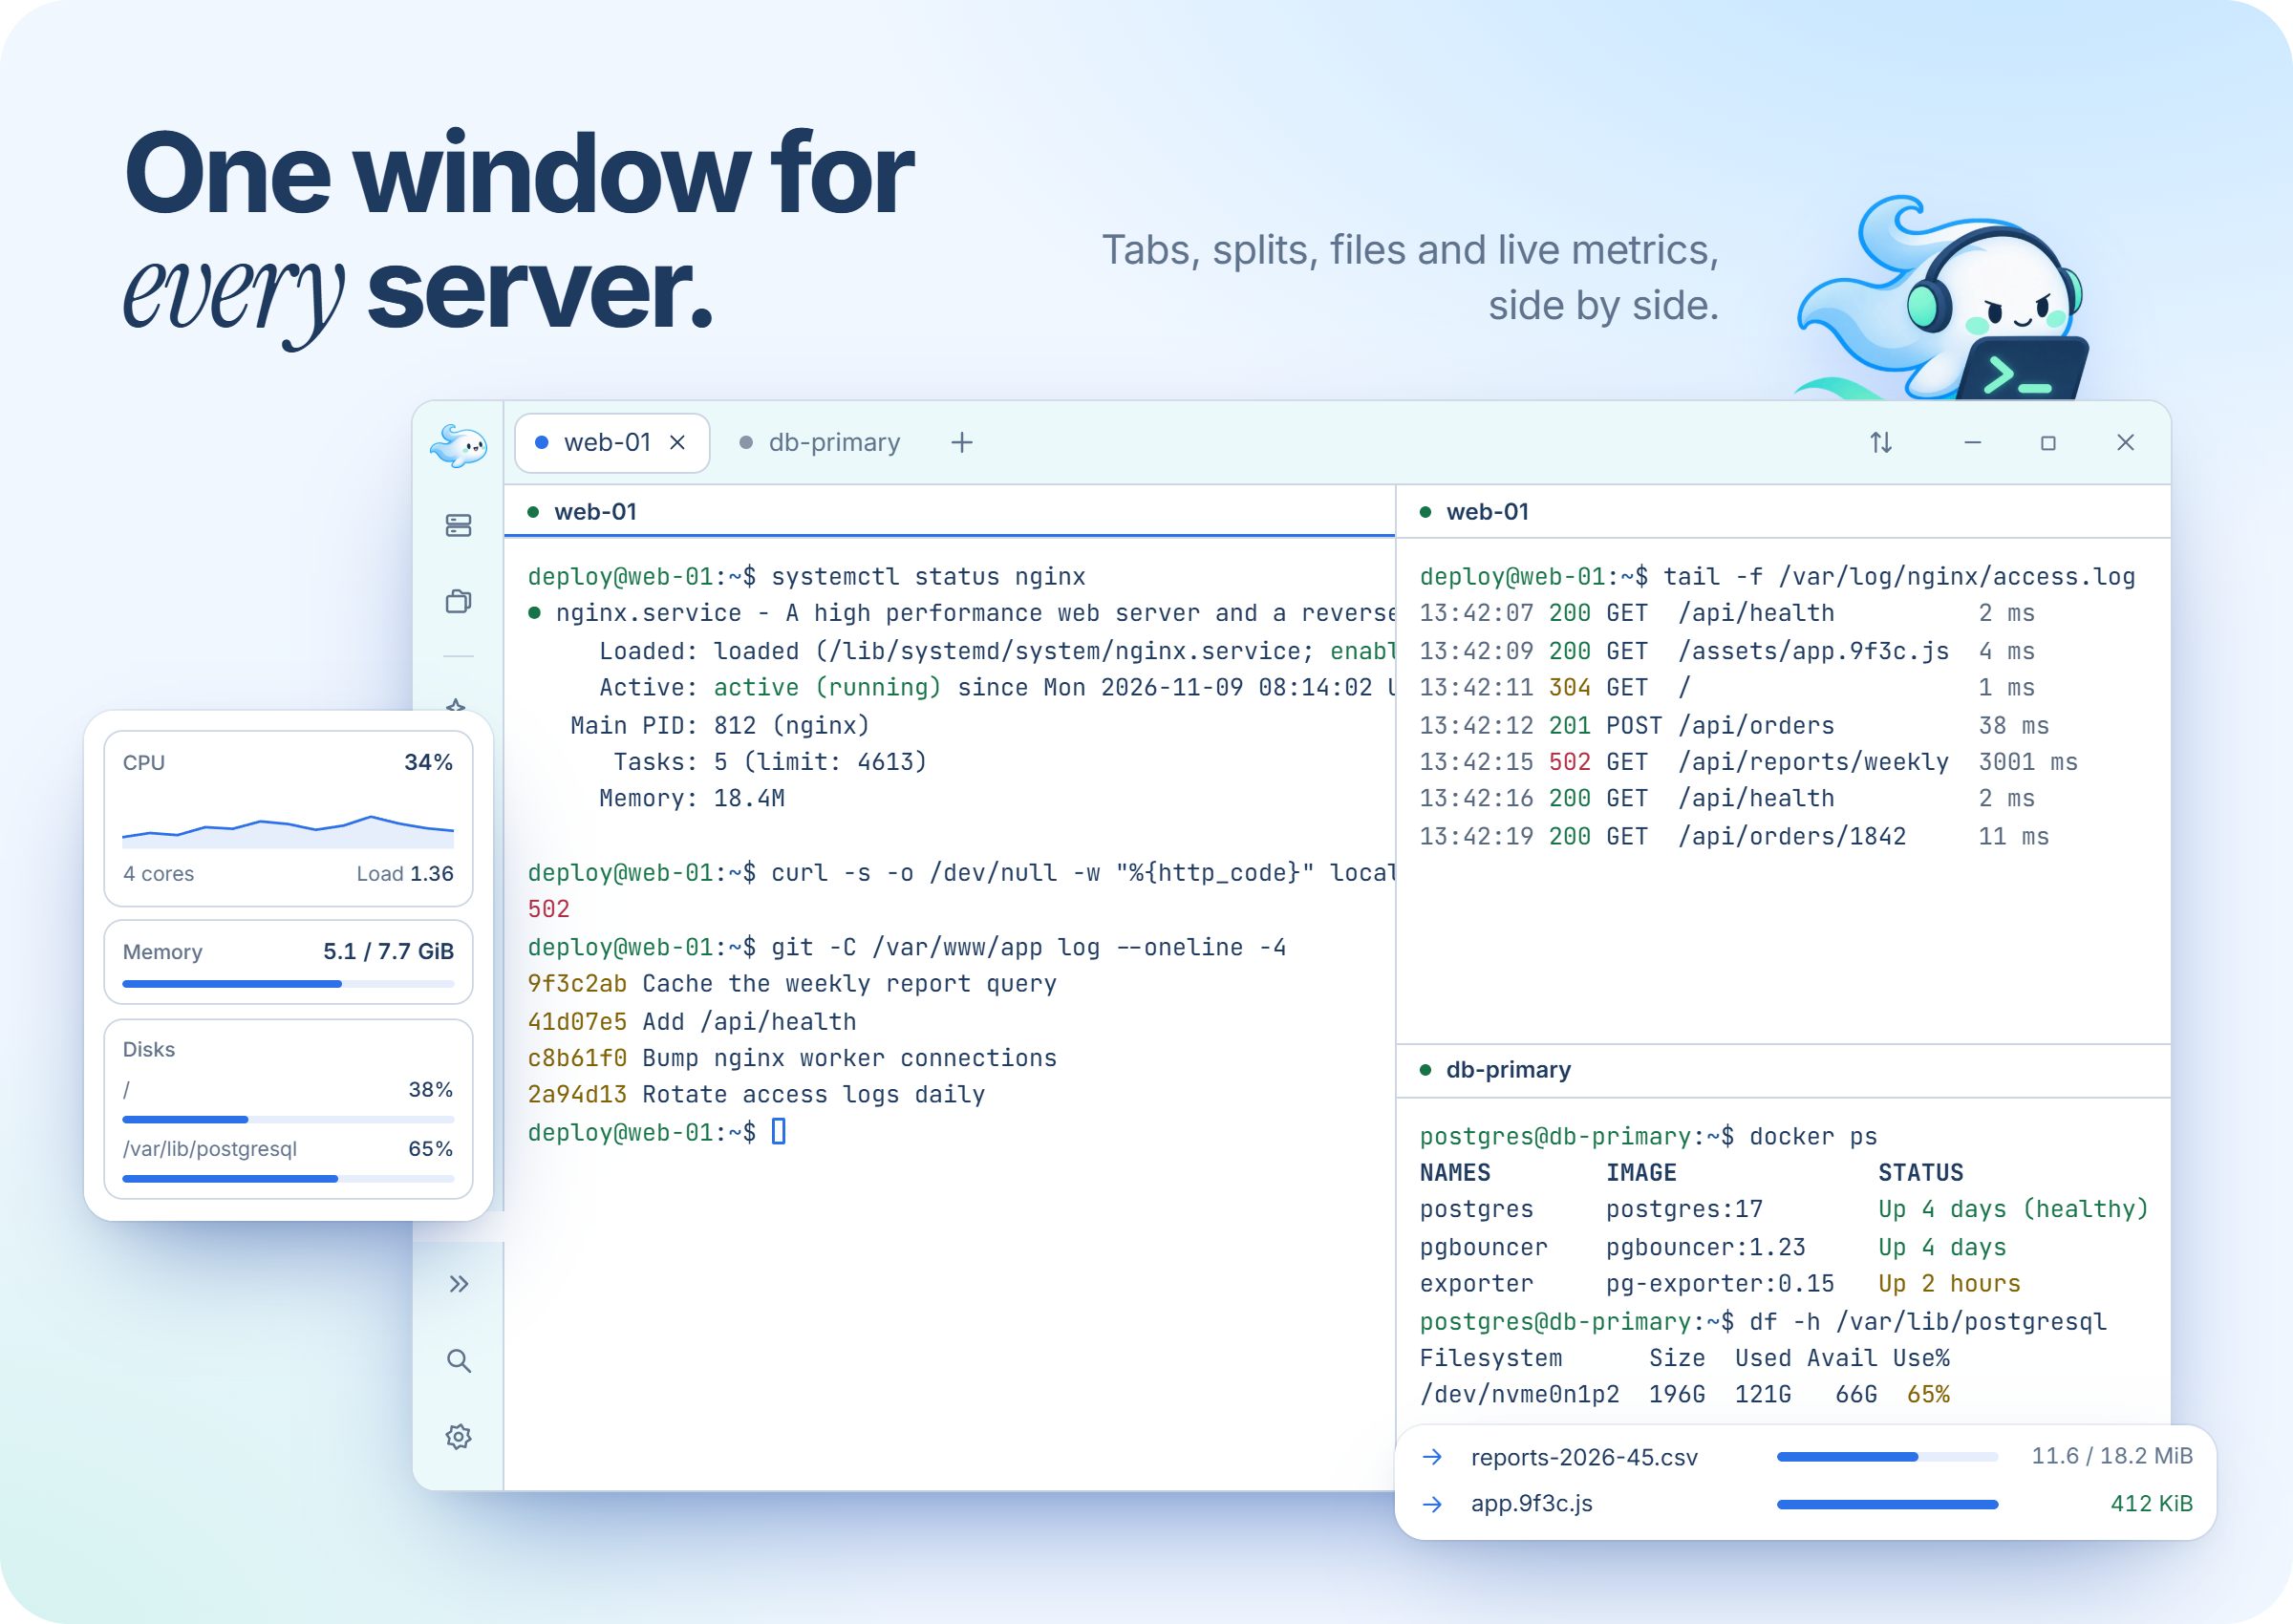 One window for
every server.
Tabs, splits, files and live metrics,
side by side.
>_
web-01
db-primary
web-01
deploy@web-01:~$ systemctl status nginx
● nginx.service - A high performance web server and a reverse
Loaded: loaded (/lib/systemd/system/nginx.service; enabl
Active: active (running) since Mon 2026-11-09 08:14:02 U
Main PID: 812 (nginx)
Tasks: 5 (limit: 4613)
Memory: 18.4M
deploy@web-01:~$ curl -s -o /dev/null -w "%{http_code}" local
502
deploy@web-01:~$ git -C /var/www/app log --oneline -4
9f3c2ab Cache the weekly report query
41d07e5 Add /api/health
c8b61f0 Bump nginx worker connections
2a94d13 Rotate access logs daily
deploy@web-01:~$
web-01
deploy@web-01:~$ tail -f /var/log/nginx/access.log
13:42:07 200 GET /api/health 2 ms
13:42:09 200 GET /assets/app.9f3c.js 4 ms
13:42:11 304 GET / 1 ms
13:42:12 201 POST /api/orders 38 ms
13:42:15 502 GET /api/reports/weekly 3001 ms
13:42:16 200 GET /api/health 2 ms
13:42:19 200 GET /api/orders/1842 11 ms
db-primary
postgres@db-primary:~$ docker ps
NAMES IMAGE STATUS
postgres postgres:17 Up 4 days (healthy)
pgbouncer pgbouncer:1.23 Up 4 days
exporter pg-exporter:0.15 Up 2 hours
postgres@db-primary:~$ df -h /var/lib/postgresql
Filesystem Size Used Avail Use%
/dev/nvme0n1p2 196G 121G 66G 65%
CPU 34%
4 cores Load 1.36
Memory 5.1 / 7.7 GiB
Disks
/ 38%
/var/lib/postgresql 65%
reports-2026-45.csv 11.6 / 18.2 MiB
app.9f3c.js 412 KiB